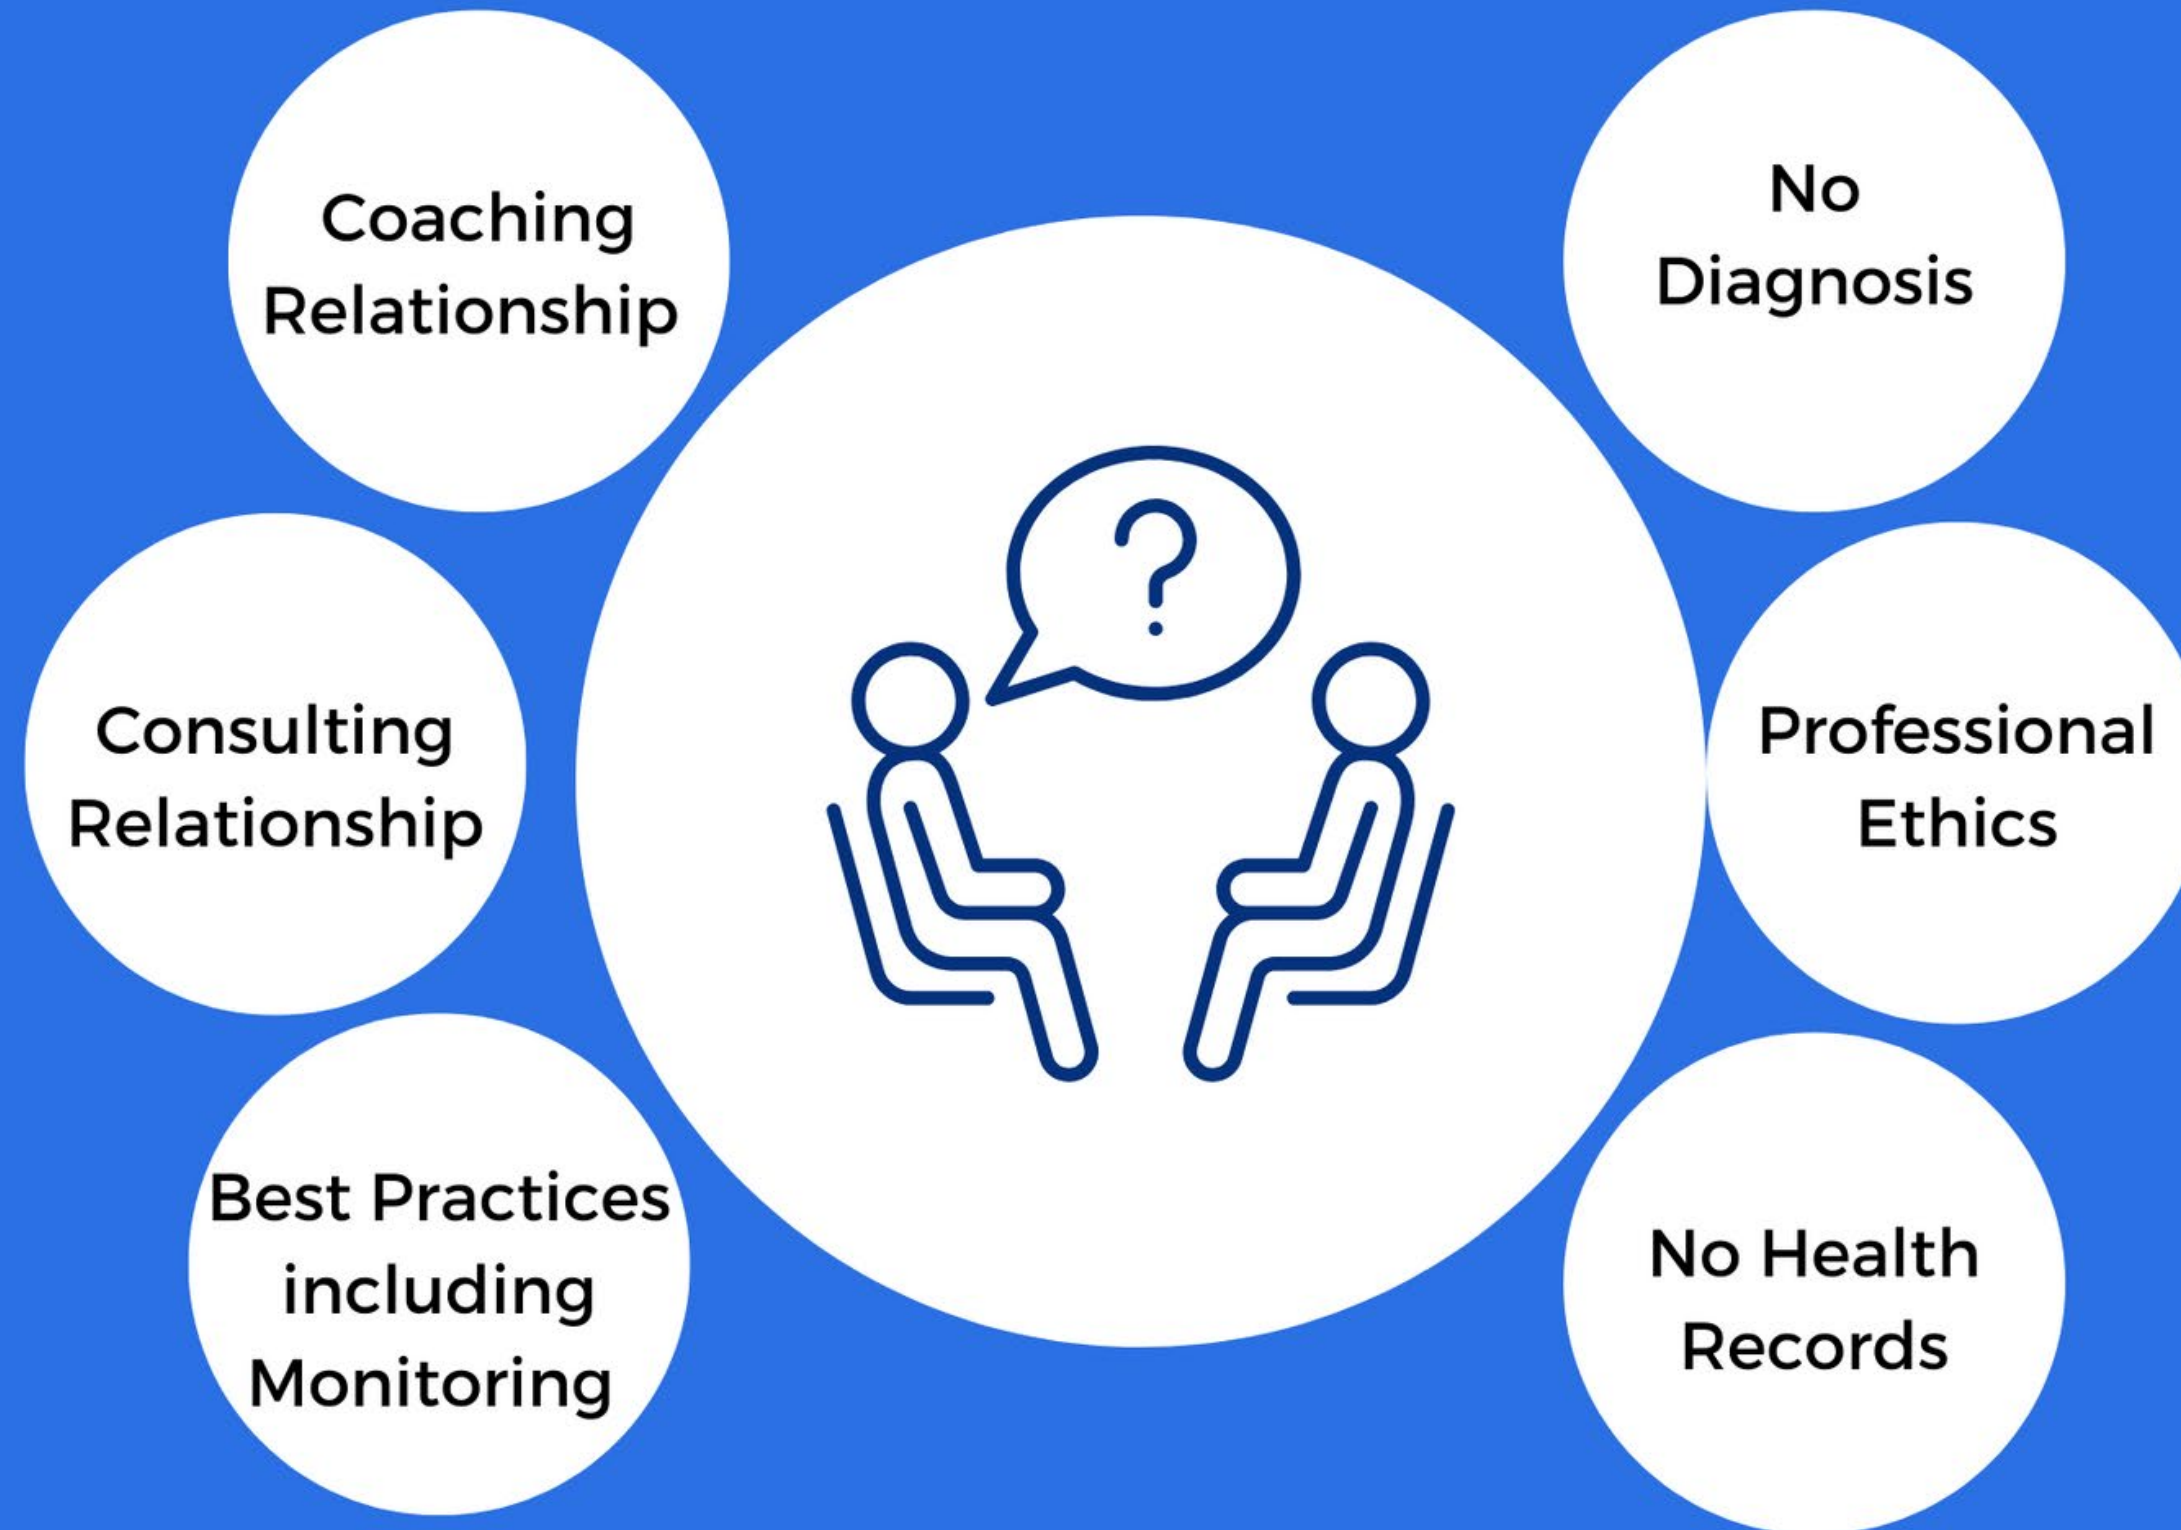 Coaching
Relationship
Consulting
Relationship
Best Practices
including
Monitoring
?
No
Diagnosis
Professional
Ethics
No Health
Records